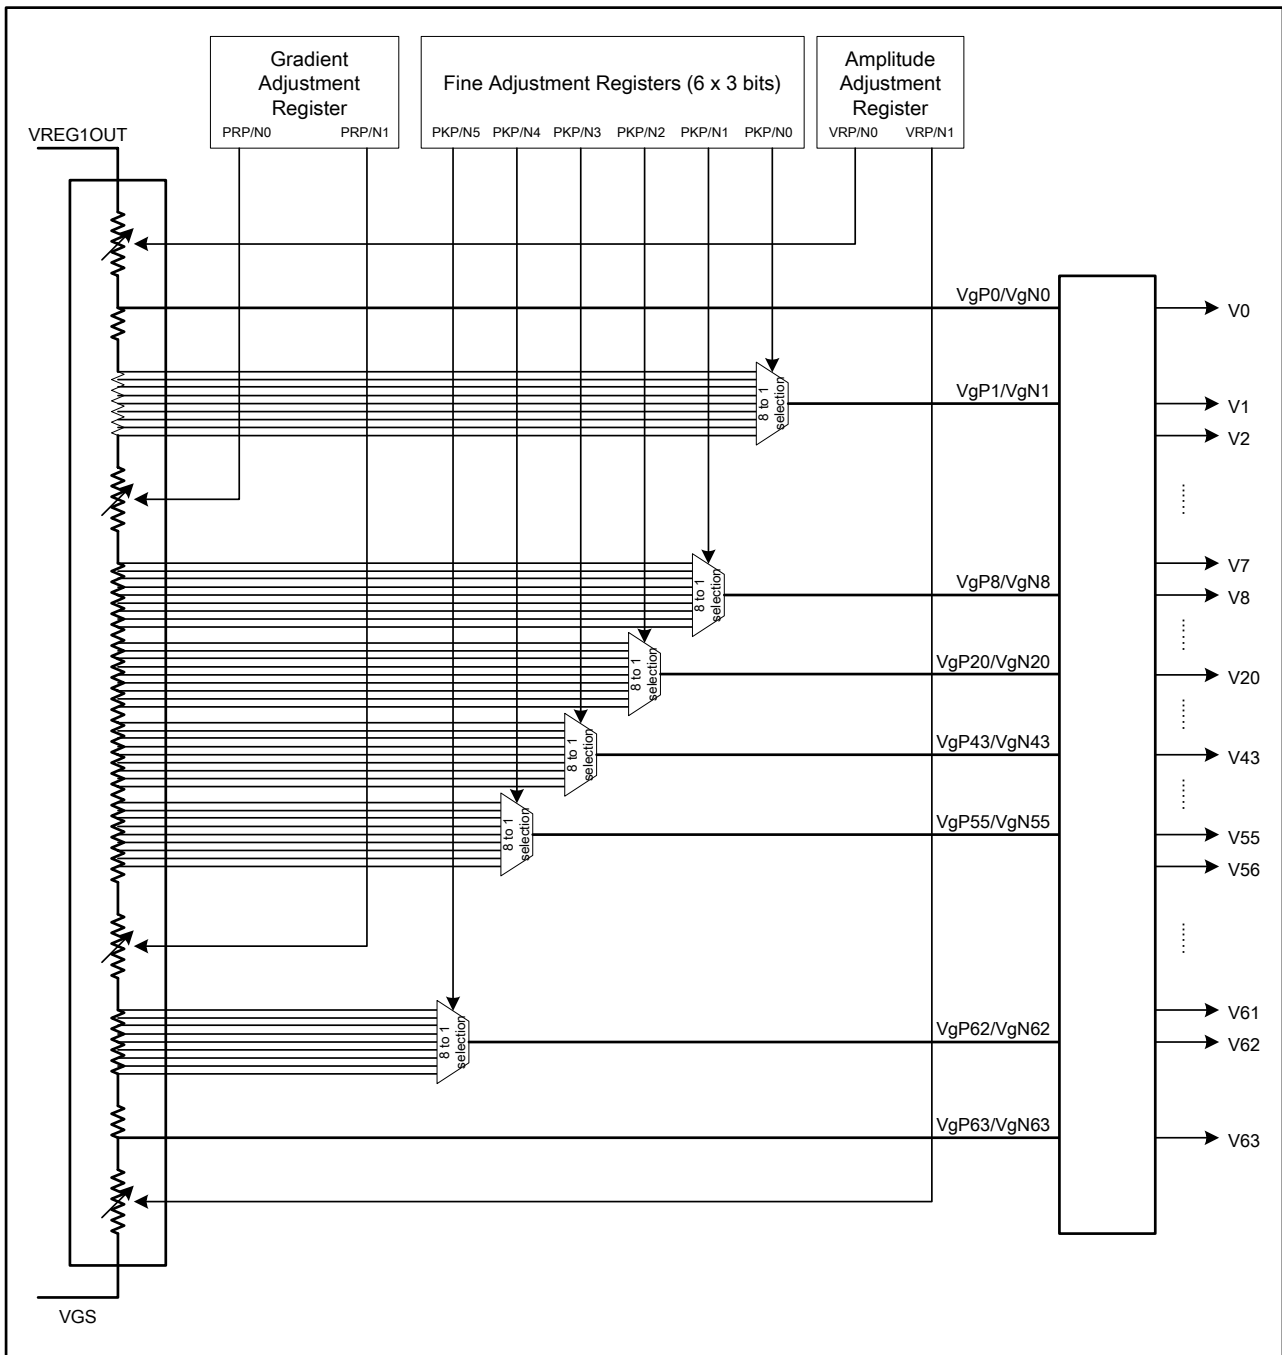 Gradient
Adjustment
Register
PRP/N0 PRP/N1
Fine Adjustment Registers (6 x 3 bits)
PKP/N5 PKP/N4 PKP/N3 PKP/N2 PKP/N1 PKP/N0
Amplitude
Adjustment
Register
VRP/N0 VRP/N1
VREG1OUT
VgP0/VgN0
V0
8 to 1
selection
VgP1/VgN1
V1
V2
........
V7
8 to 1
selection
VgP8/VgN8
V8
........
8 to 1
selection
VgP20/VgN20
V20
........
8 to 1
selection
VgP43/VgN43
V43
........
8 to 1
selection
VgP55/VgN55
V55
V56
........
V61
8 to 1
selection
VgP62/VgN62
V62
VgP63/VgN63
V63
VGS